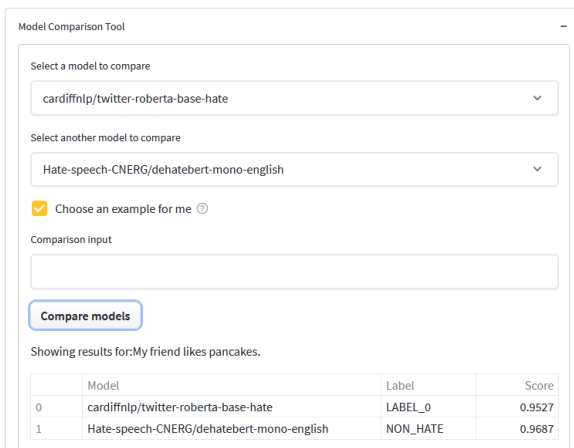 Model Comparison Tool
−
Select a model to compare
cardiffnlp/twitter-roberta-base-hate
Select another model to compare
Hate-speech-CNERG/dehatebert-mono-english
Choose an example for me ?
Comparison input
Compare models
Showing results for:My friend likes pancakes.
Model Label Score
0 cardiffnlp/twitter-roberta-base-hate LABEL_0 0.9527
1 Hate-speech-CNERG/dehatebert-mono-english NON_HATE 0.9687